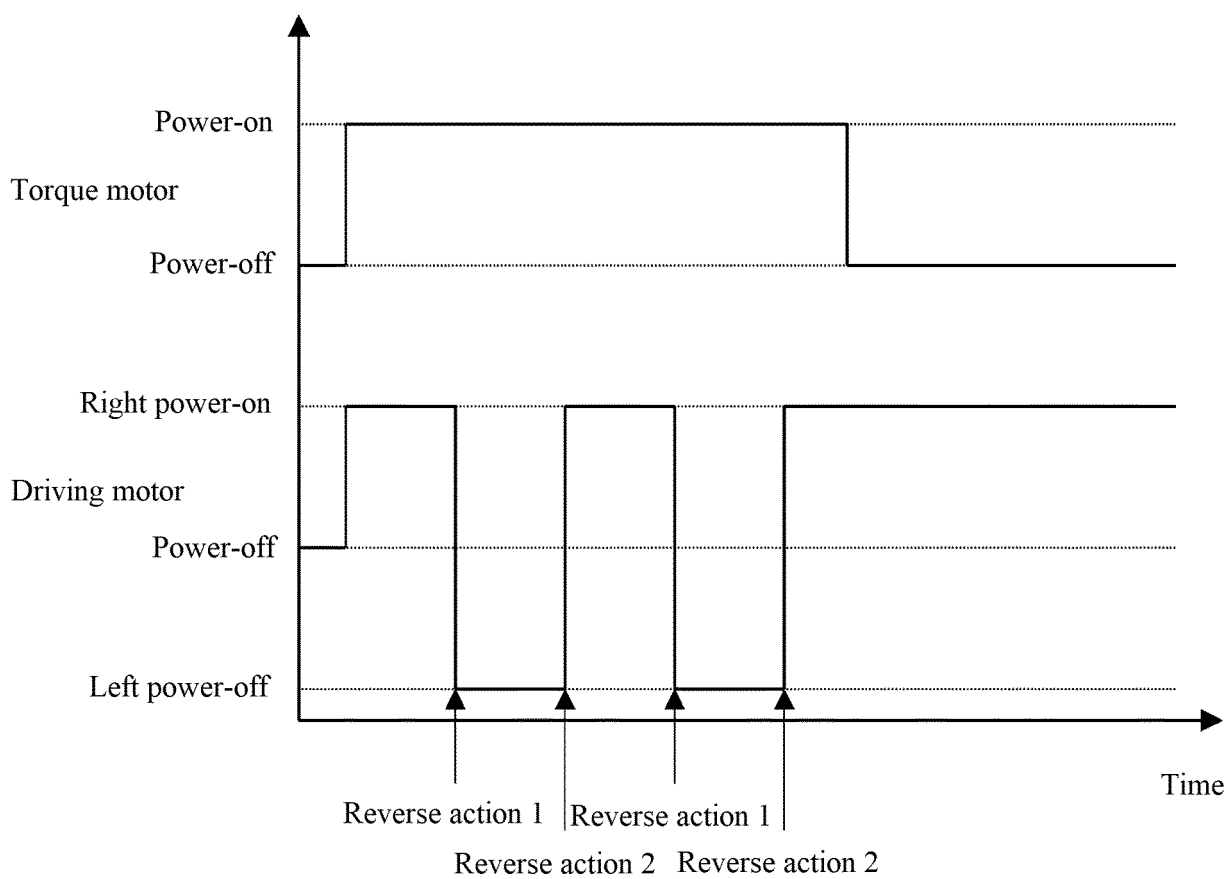 Power-on
Torque motor
Power-off
Right power-on
Driving motor
Power-off
Left power-off
Time
Reverse action 1
Reverse action 1
Reverse action 2
Reverse action 2